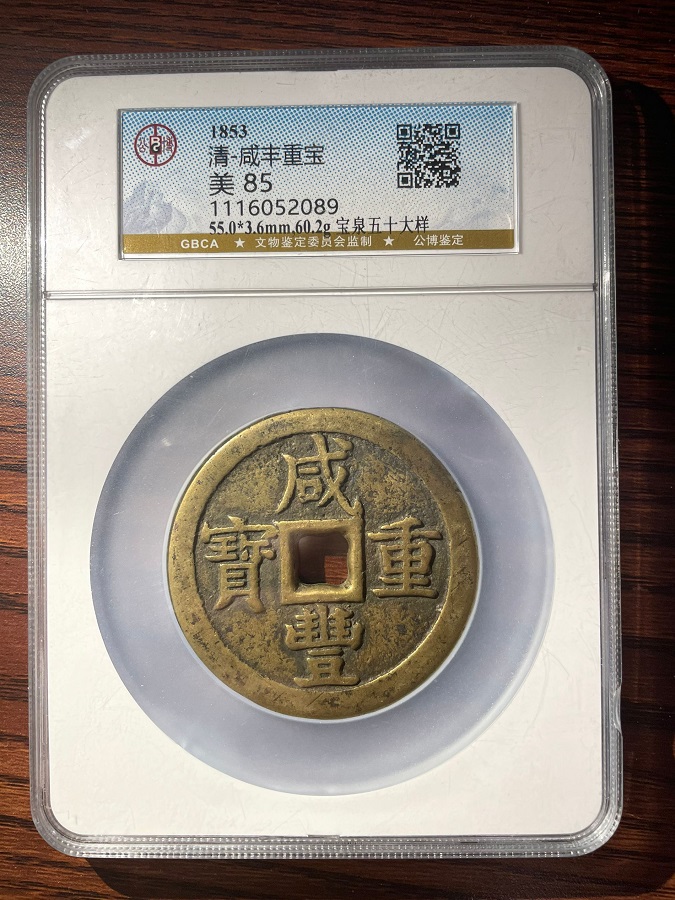 1853
清-咸丰重宝
美 85
1116052089
55.0*3.6mm,60.2g 宝泉五十大样
GBCA ★ 文物鉴定委员会监制 ★ 公博鉴定
咸
寶 重
豐